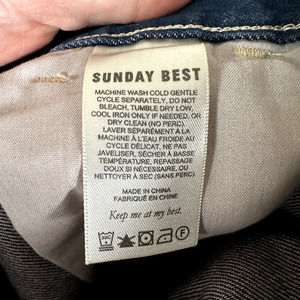 SUNDAY BEST
MACHINE WASH COLD GENTLE
CYCLE SEPARATELY, DO NOT
BLEACH, TUMBLE DRY LOW,
COOL IRON ONLY IF NEEDED, OR
DRY CLEAN (NO PERC).
LAVER SÉPARÉMENT À LA
MACHINE À L'EAU FROIDE AU
CYCLE DÉLICAT, NE PAS
JAVELISER, SÉCHER À BASSE
TEMPÉRATURE, REPASSAGE
DOUX SI NÉCESSAIRE, OU
NETTOYER À SEC (SANS PERC).
MADE IN CHINA
FABRIQUÉ EN CHINE
Keep me at my best.